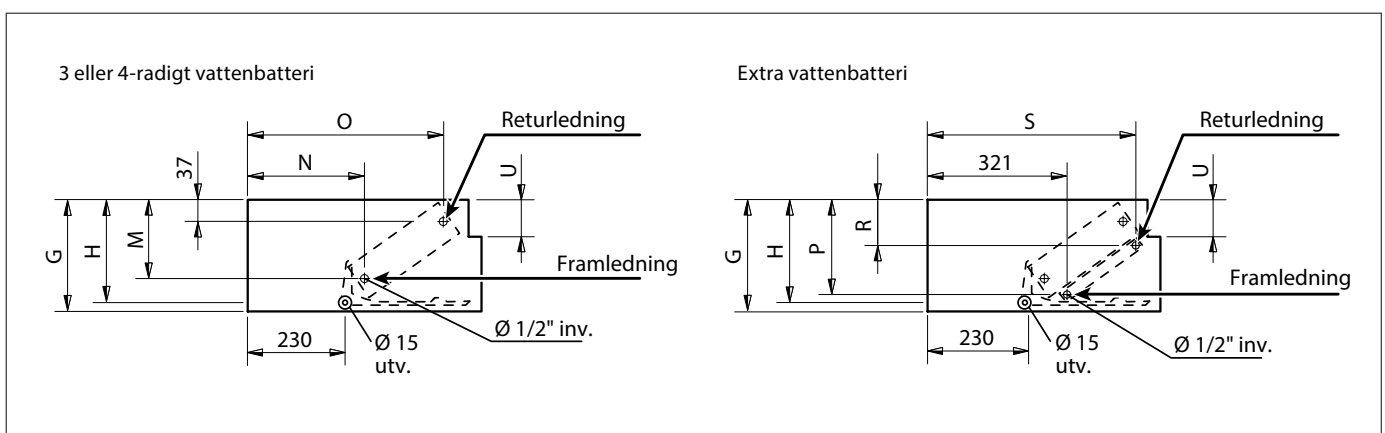 3 eller 4-radigt vattenbatteri
O
Returledning
N
37
U
G
H
M
Framledning
230
Ø 15
utv.
Ø 1/2" inv.
Extra vattenbatteri
S
Returledning
321
U
G
H
P
R
Framledning
230
Ø 15
utv.
Ø 1/2" inv.